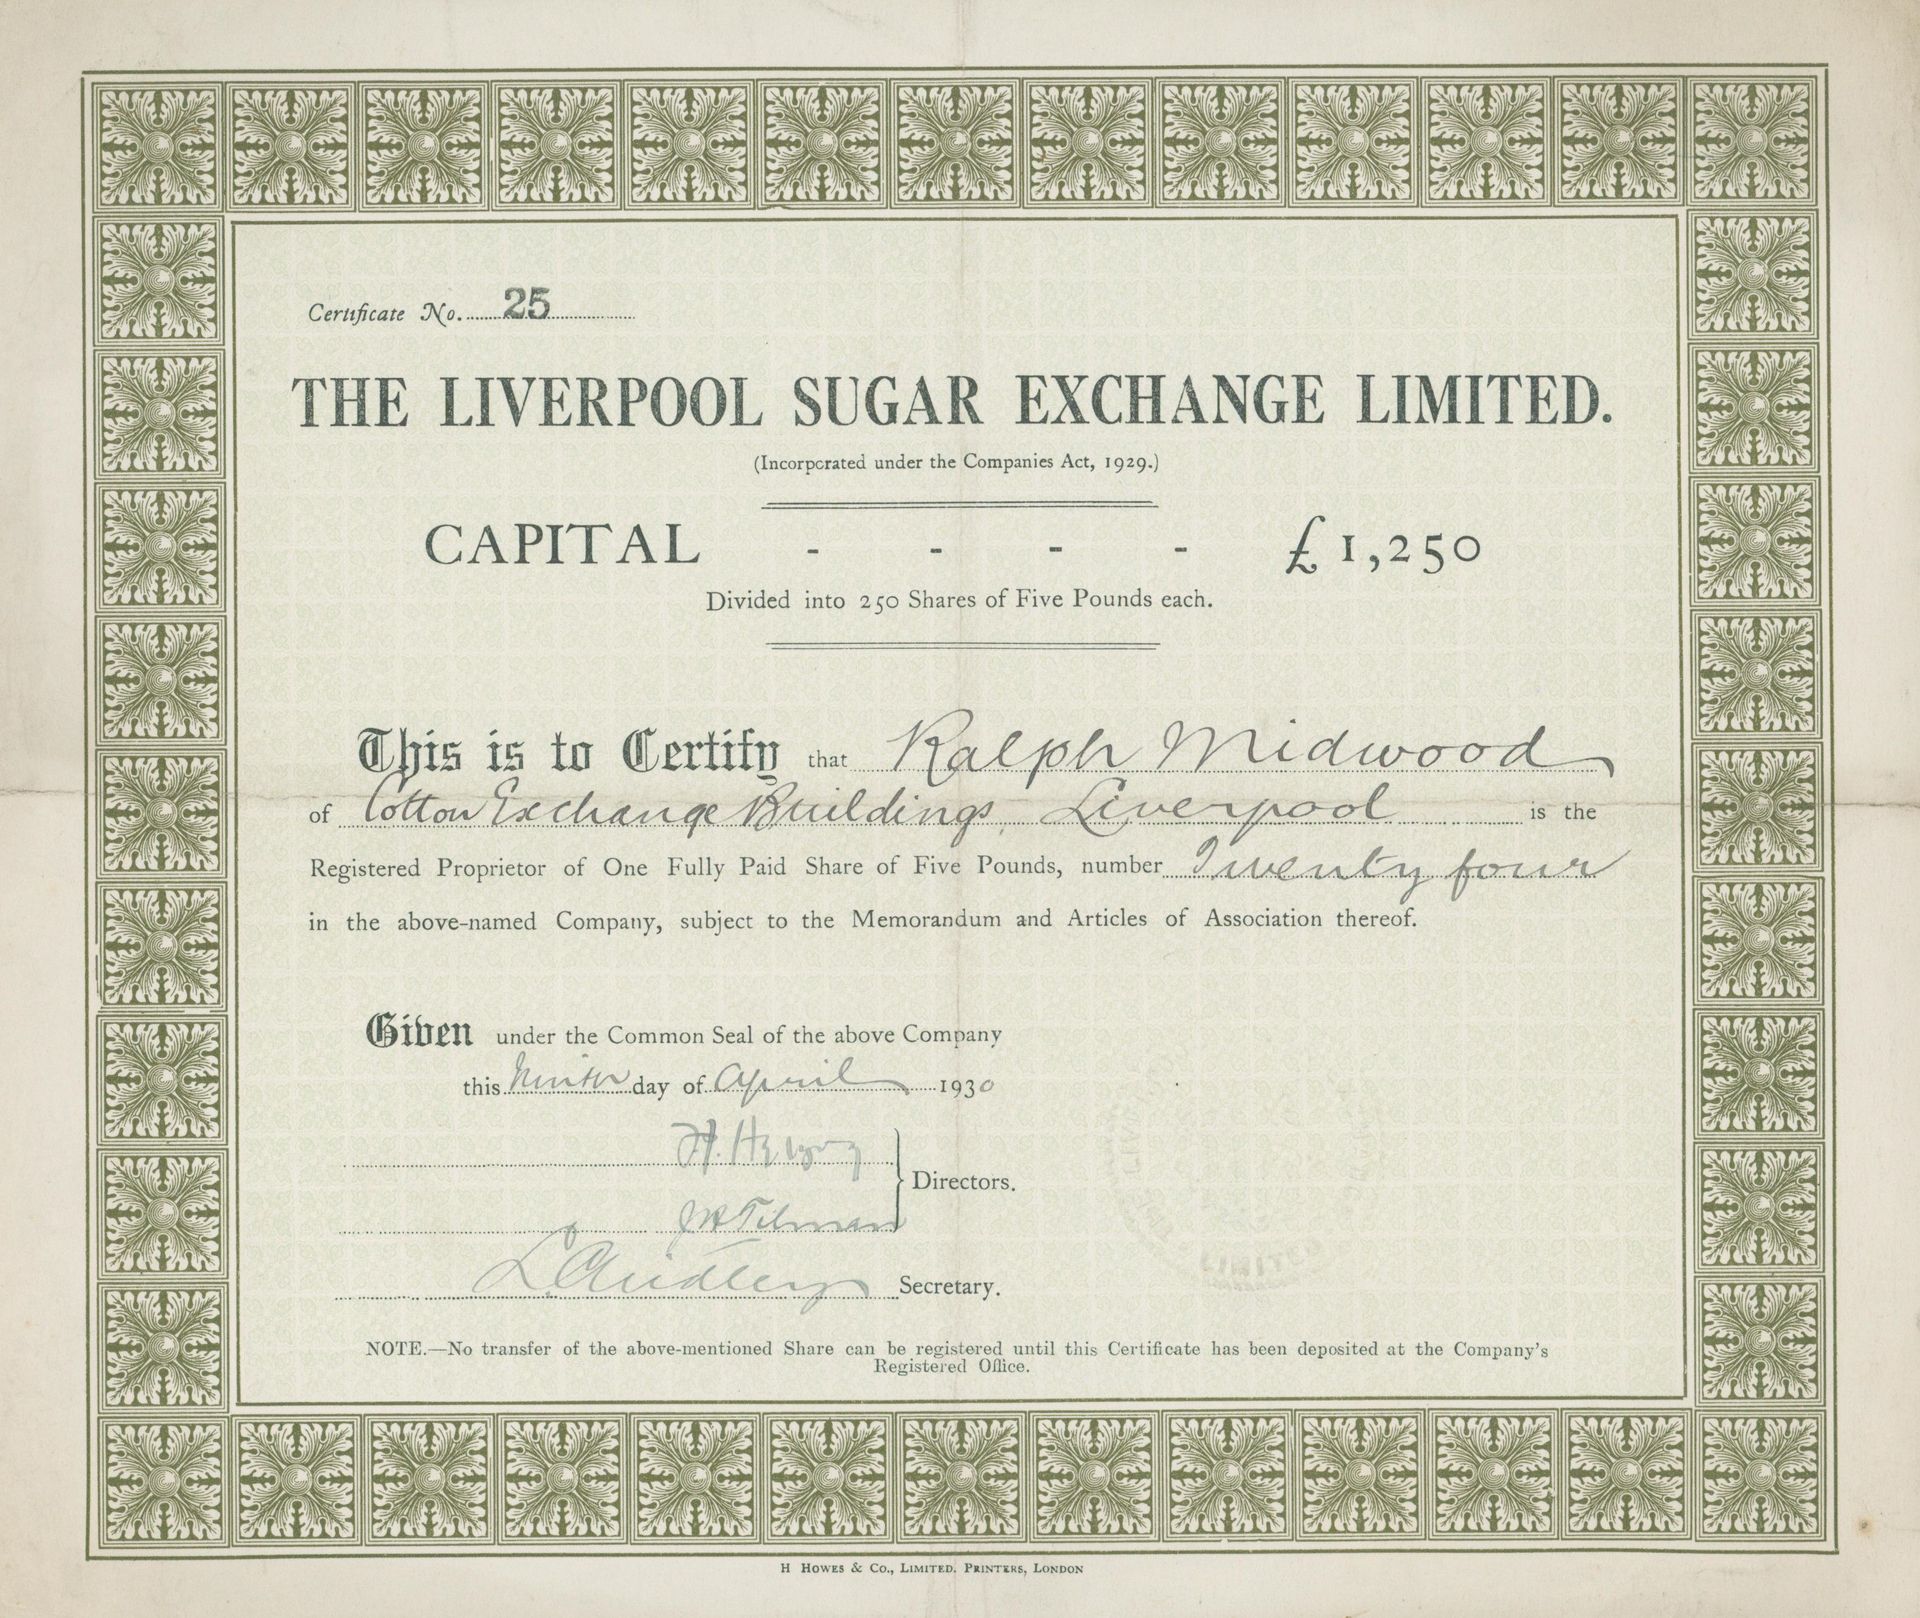 Certificate No. 25
THE LIVERPOOL SUGAR EXCHANGE LIMITED.
(Incorporated under the Companies Act, 1929.)
CAPITAL - - - - £1,250
Divided into 250 Shares of Five Pounds each.
This is to Certify that Ralph Midwood
of Cotton Exchange Buildings, Liverpool is the
Registered Proprietor of One Fully Paid Share of Five Pounds, number Twenty four
in the above-named Company, subject to the Memorandum and Articles of Association thereof.
Given under the Common Seal of the above Company
this Ninth day of April 1930
Directors.
Secretary.
LIMITED
NOTE.—No transfer of the above-mentioned Share can be registered until this Certificate has been deposited at the Company's
Registered Office.
H HOWES & CO., LIMITED. PRINTERS, LONDON